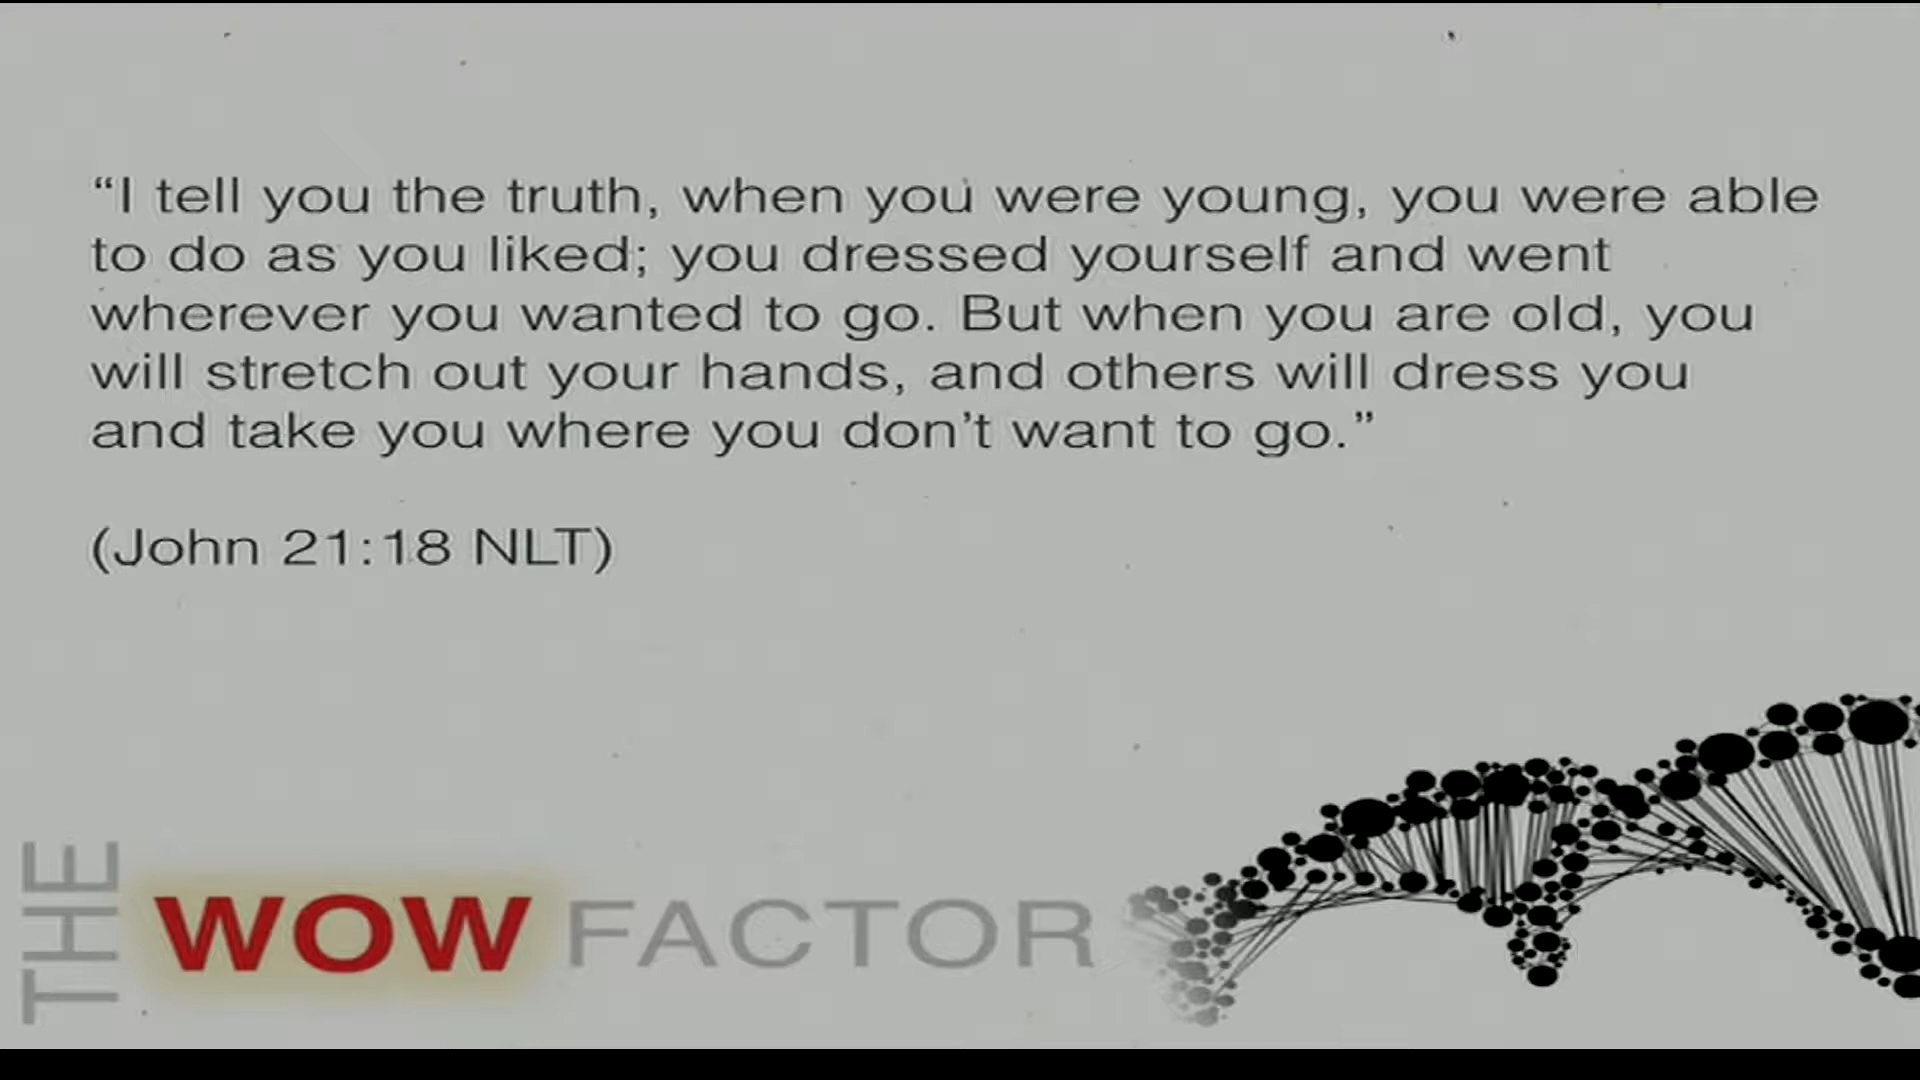 “I tell you the truth, when you were young, you were able
to do as you liked; you dressed yourself and went
wherever you wanted to go. But when you are old, you
will stretch out your hands, and others will dress you
and take you where you don’t want to go.”
(John 21:18 NLT)
THE WOW FACTOR